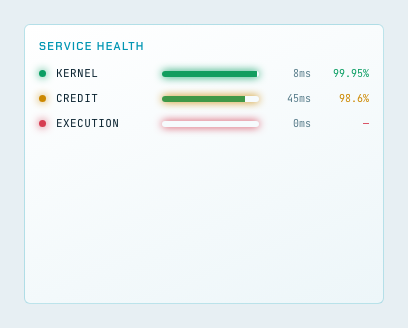 SERVICE HEALTH
KERNEL 8ms 99.95%
CREDIT 45ms 98.6%
EXECUTION 0ms —